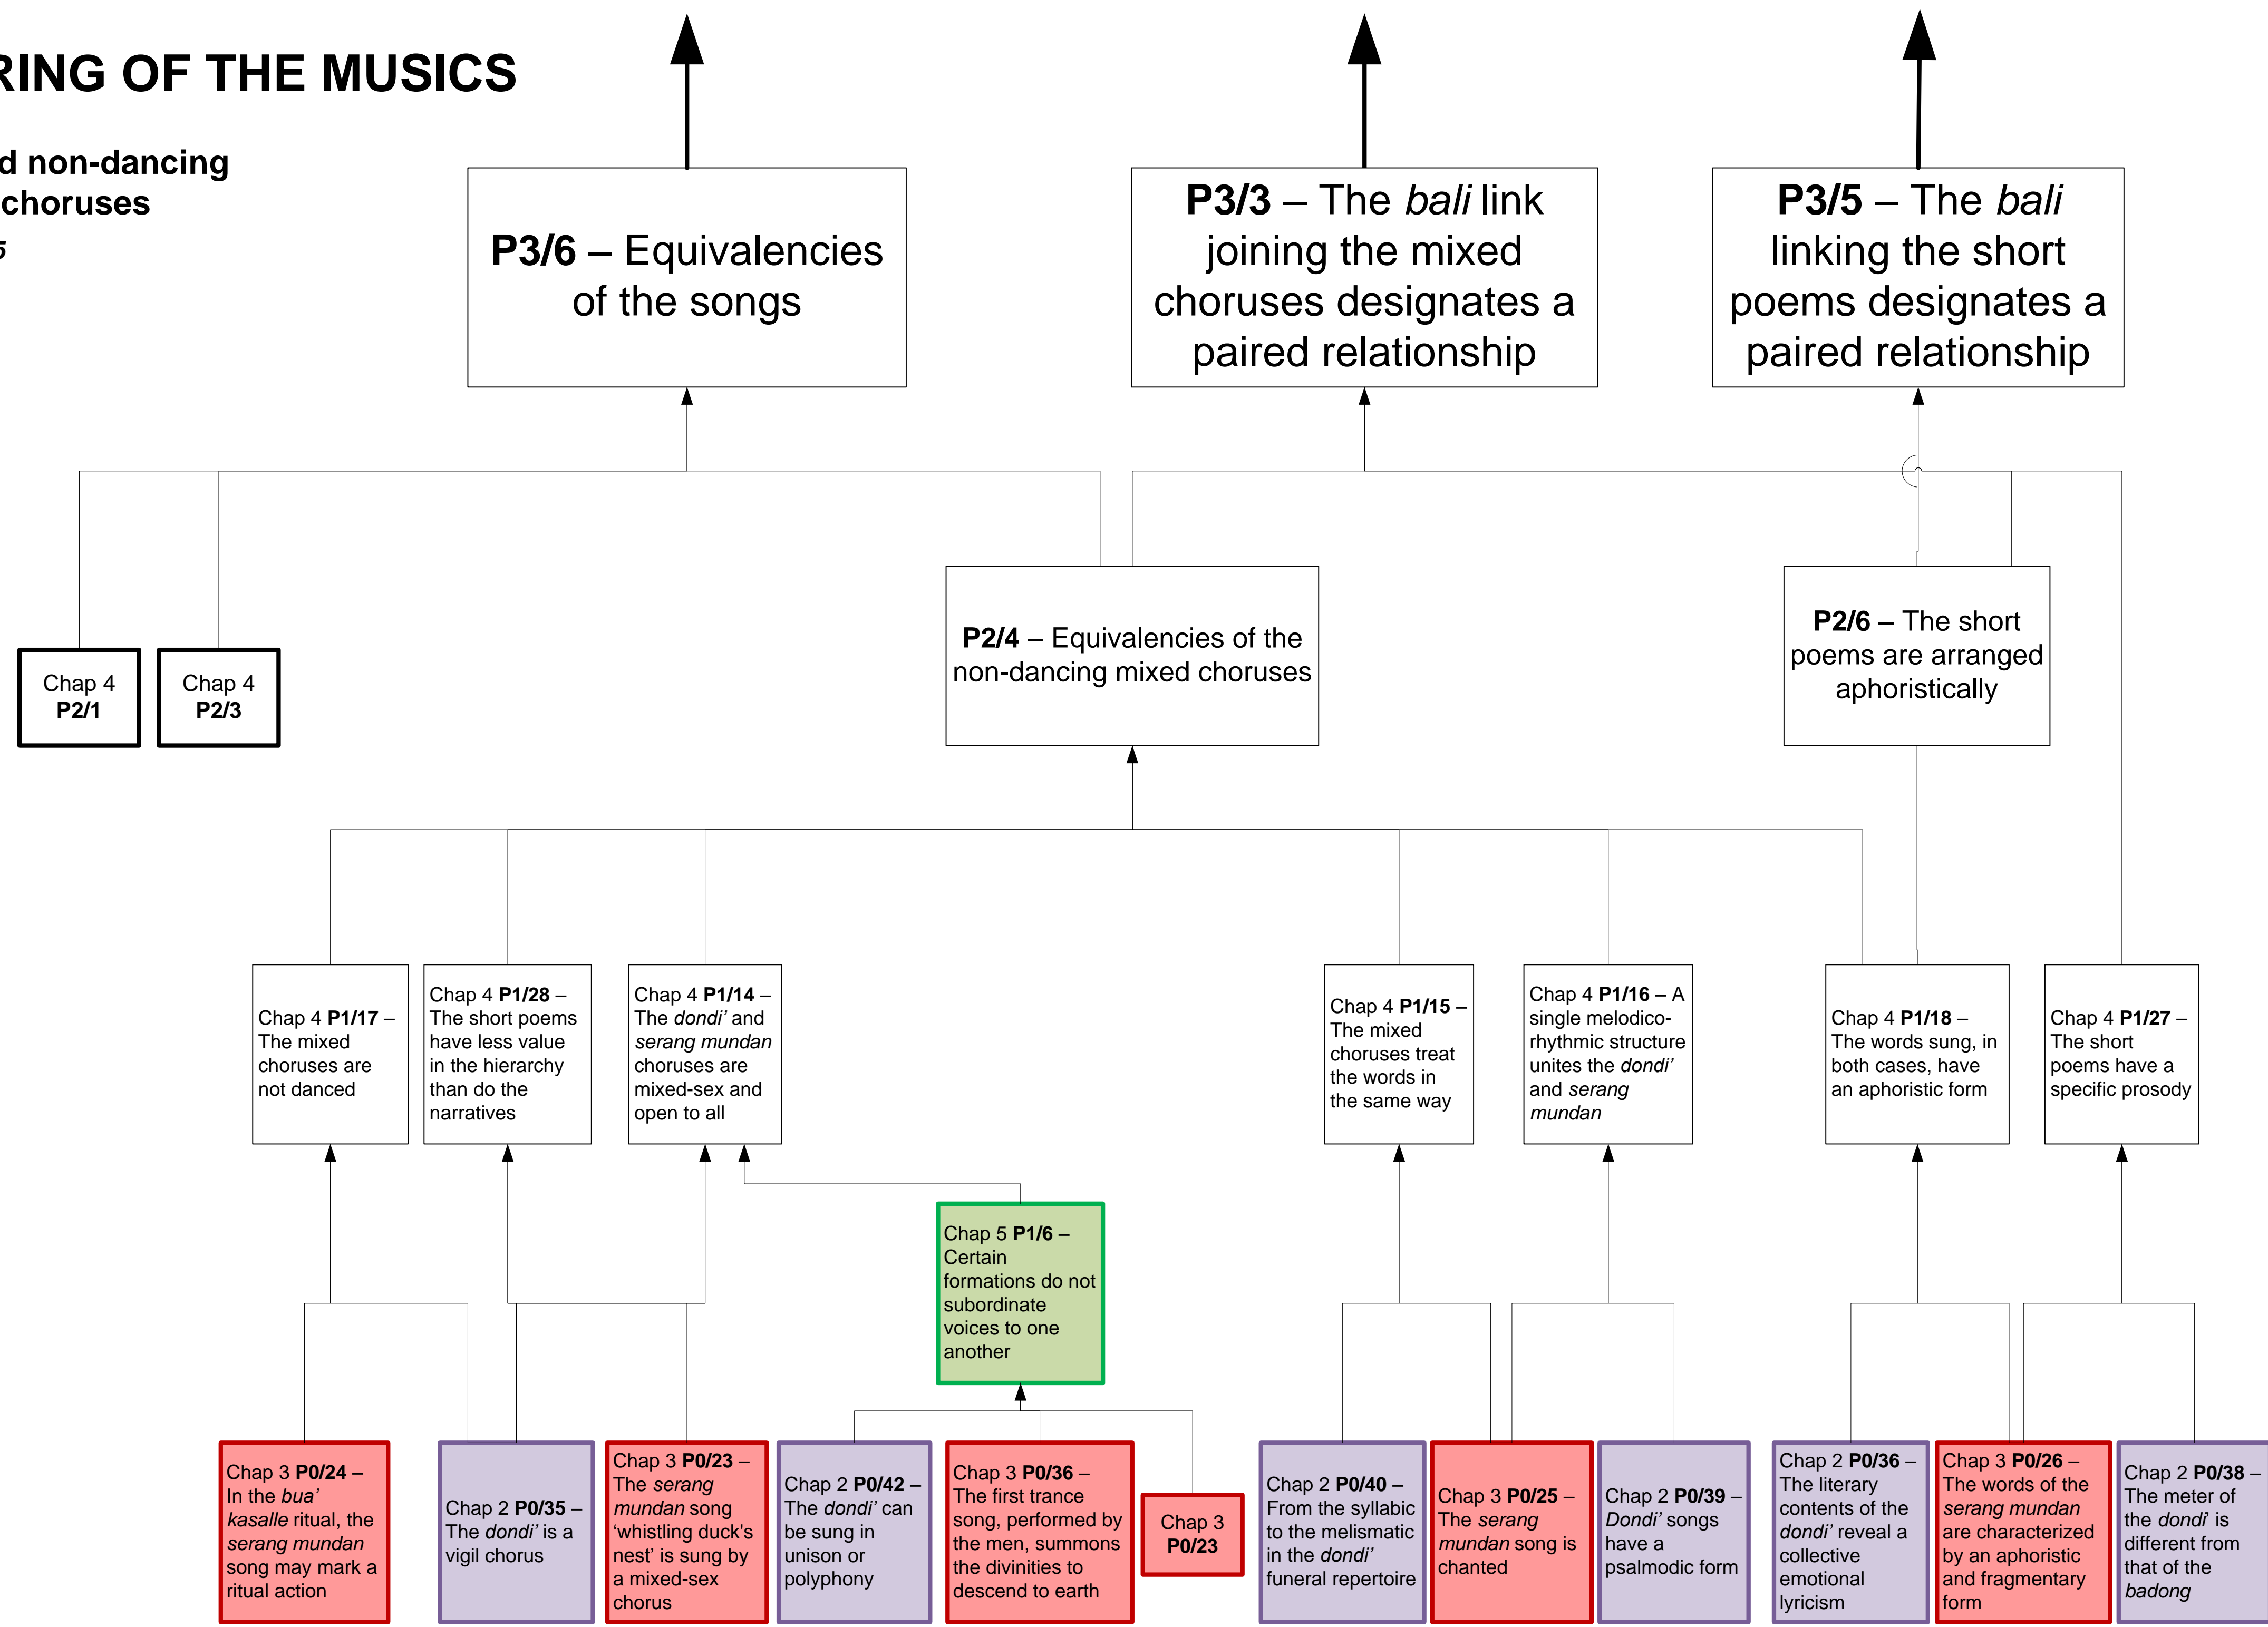 RING OF THE MUSICS
d non-dancing
choruses
5
P3/6 – Equivalencies
of the songs
P3/3 – The bali link
joining the mixed
choruses designates a
paired relationship
P3/5 – The bali
linking the short
poems designates a
paired relationship
Chap 4
P2/1
Chap 4
P2/3
P2/4 – Equivalencies of the
non-dancing mixed choruses
P2/6 – The short
poems are arranged
aphoristically
Chap 4 P1/17 –
The mixed
choruses are
not danced
Chap 4 P1/28 –
The short poems
have less value
in the hierarchy
than do the
narratives
Chap 4 P1/14 –
The dondi’ and
serang mundan
choruses are
mixed-sex and
open to all
Chap 4 P1/15 –
The mixed
choruses treat
the words in
the same way
Chap 4 P1/16 – A
single melodico-
rhythmic structure
unites the dondi’
and serang
mundan
Chap 4 P1/18 –
The words sung, in
both cases, have
an aphoristic form
Chap 4 P1/27 –
The short
poems have a
specific prosody
Chap 5 P1/6 –
Certain
formations do not
subordinate
voices to one
another
Chap 3 P0/24 –
In the bua’
kasalle ritual, the
serang mundan
song may mark a
ritual action
Chap 2 P0/35 –
The dondi’ is a
vigil chorus
Chap 3 P0/23 –
The serang
mundan song
‘whistling duck's
nest’ is sung by
a mixed-sex
chorus
Chap 2 P0/42 –
The dondi’ can
be sung in
unison or
polyphony
Chap 3 P0/36 –
The first trance
song, performed by
the men, summons
the divinities to
descend to earth
Chap 3
P0/23
Chap 2 P0/40 –
From the syllabic
to the melismatic
in the dondi’
funeral repertoire
Chap 3 P0/25 –
The serang
mundan song is
chanted
Chap 2 P0/39 –
Dondi’ songs
have a
psalmodic form
Chap 2 P0/36 –
The literary
contents of the
dondi’ reveal a
collective
emotional
lyricism
Chap 3 P0/26 –
The words of the
serang mundan
are characterized
by an aphoristic
and fragmentary
form
Chap 2 P0/38 –
The meter of
the dondi’ is
different from
that of the
badong